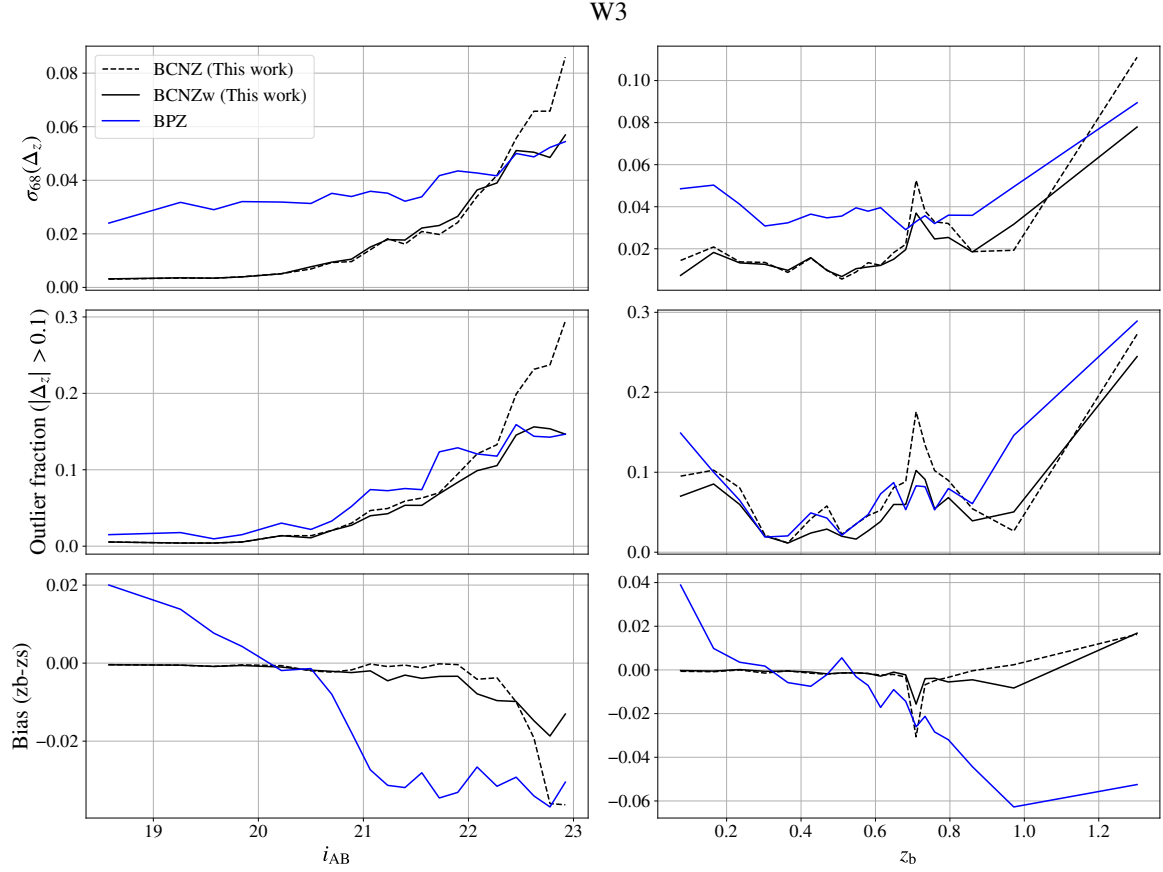 W3
BCNZ (This work)
BCNZw (This work)
BPZ
σ68(Δz)
0.08
0.06
0.04
0.02
0.00
0.10
0.08
0.06
0.04
0.02
Outlier fraction (|Δz| > 0.1)
0.3
0.2
0.1
0.0
0.3
0.2
0.1
0.0
Bias (zb-zs)
0.02
0.00
−0.02
0.04
0.02
0.00
−0.02
−0.04
−0.06
19 20 21 22 23
0.2 0.4 0.6 0.8 1.0 1.2
iAB
zb